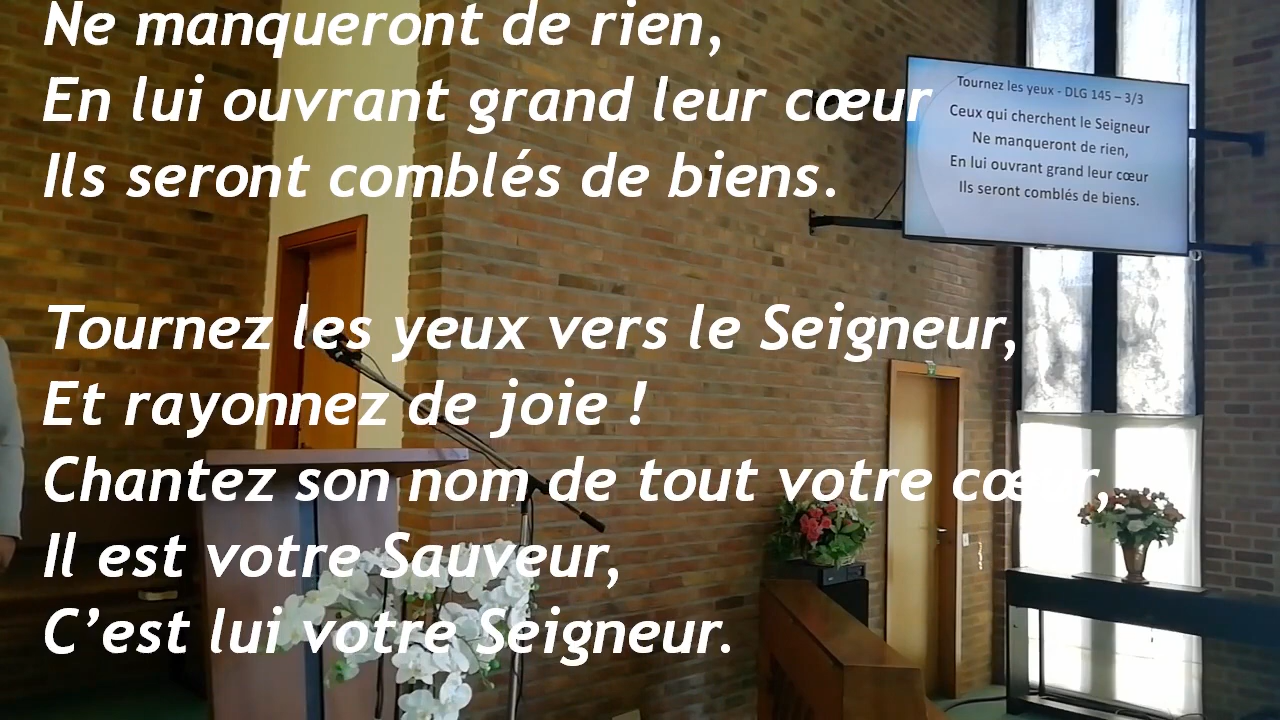 Ne manqueront de rien,
En lui ouvrant grand leur cœur
Ils seront comblés de biens.
Tournez les yeux vers le Seigneur,
Et rayonnez de joie !
Chantez son nom de tout votre cœur,
Il est votre Sauveur,
C’est lui votre Seigneur.
Tournez les yeux - DLG 145 – 3/3
Ceux qui cherchent le Seigneur
Ne manqueront de rien,
En lui ouvrant grand leur cœur
Ils seront comblés de biens.